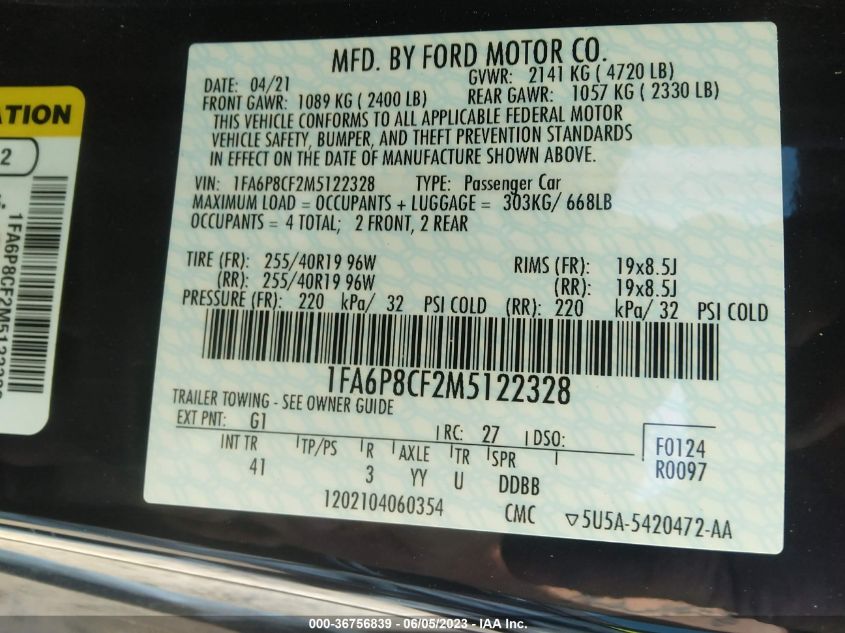 MFD. BY FORD MOTOR CO.
DATE: 04/21
GVWR: 2141 KG ( 4720 LB)
FRONT GAWR: 1089 KG ( 2400 LB)
REAR GAWR: 1057 KG ( 2330 LB)
THIS VEHICLE CONFORMS TO ALL APPLICABLE FEDERAL MOTOR
VEHICLE SAFETY, BUMPER, AND THEFT PREVENTION STANDARDS
IN EFFECT ON THE DATE OF MANUFACTURE SHOWN ABOVE.
VIN: 1FA6P8CF2M5122328 TYPE: Passenger Car
MAXIMUM LOAD = OCCUPANTS + LUGGAGE = 303KG/ 668LB
OCCUPANTS = 4 TOTAL; 2 FRONT, 2 REAR
TIRE (FR): 255/40R19 96W RIMS (FR): 19x8.5J
(RR): 255/40R19 96W (RR): 19x8.5J
PRESSURE (FR): 220 kPa/ 32 PSI COLD (RR): 220 kPa/ 32 PSI COLD
1FA6P8CF2M5122328
TRAILER TOWING - SEE OWNER GUIDE
EXT PNT: G1 RC: 27 DSO:
F0124
R0097
INT TR TP/PS R AXLE TR SPR
41 3 YY U DDBB
1202104060354 CMC 5U5A-5420472-AA
ATION
2
1FA6P8CF2M5122328
000-36756839 - 06/05/2023 - IAA Inc.